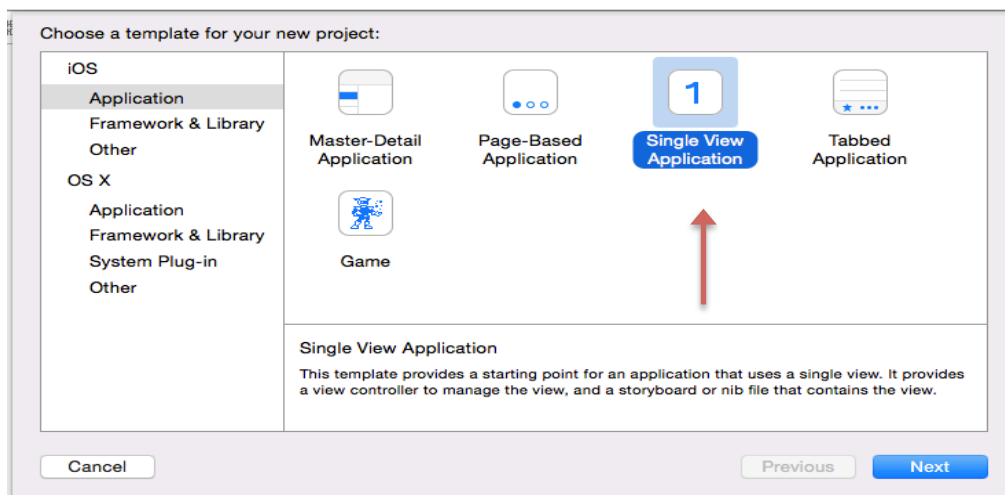 Choose a template for your new project:
iOS
Application
Framework & Library
Other
OS X
Application
Framework & Library
System Plug-in
Other
Master-Detail
Application
Page-Based
Application
1
Single View
Application
Tabbed
Application
Game
Single View Application
This template provides a starting point for an application that uses a single view. It provides
a view controller to manage the view, and a storyboard or nib file that contains the view.
Cancel
Previous
Next